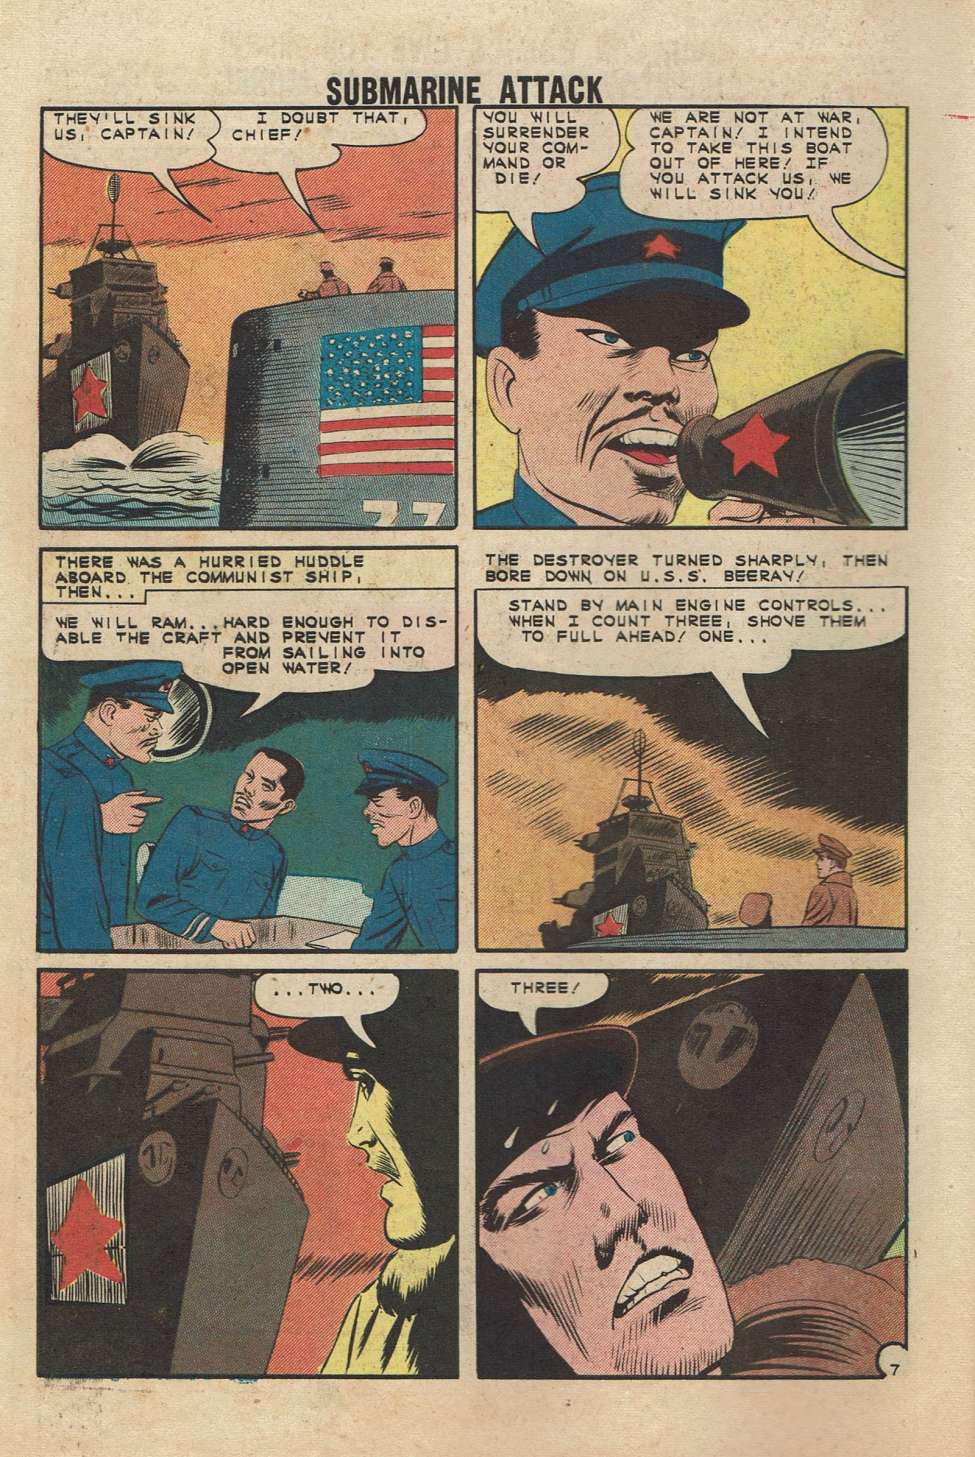 SUBMARINE ATTACK
THEY'LL SINK
US, CAPTAIN!
I DOUBT THAT,
CHIEF!
77
YOU WILL
SURRENDER
YOUR COM-
MAND OR
DIE!
WE ARE NOT AT WAR,
CAPTAIN! I INTEND
TO TAKE THIS BOAT
OUT OF HERE! IF
YOU ATTACK US, WE
WILL SINK YOU!
THERE WAS A HURRIED HUDDLE
ABOARD THE COMMUNIST SHIP,
THEN...
WE WILL RAM...HARD ENOUGH TO DIS-
ABLE THE CRAFT AND PREVENT IT
FROM SAILING INTO
OPEN WATER!
THE DESTROYER TURNED SHARPLY, THEN
BORE DOWN ON U.S.S. BEERAY!
STAND BY MAIN ENGINE CONTROLS...
WHEN I COUNT THREE, SHOVE THEM
TO FULL AHEAD! ONE...
...TWO...
THREE!
7